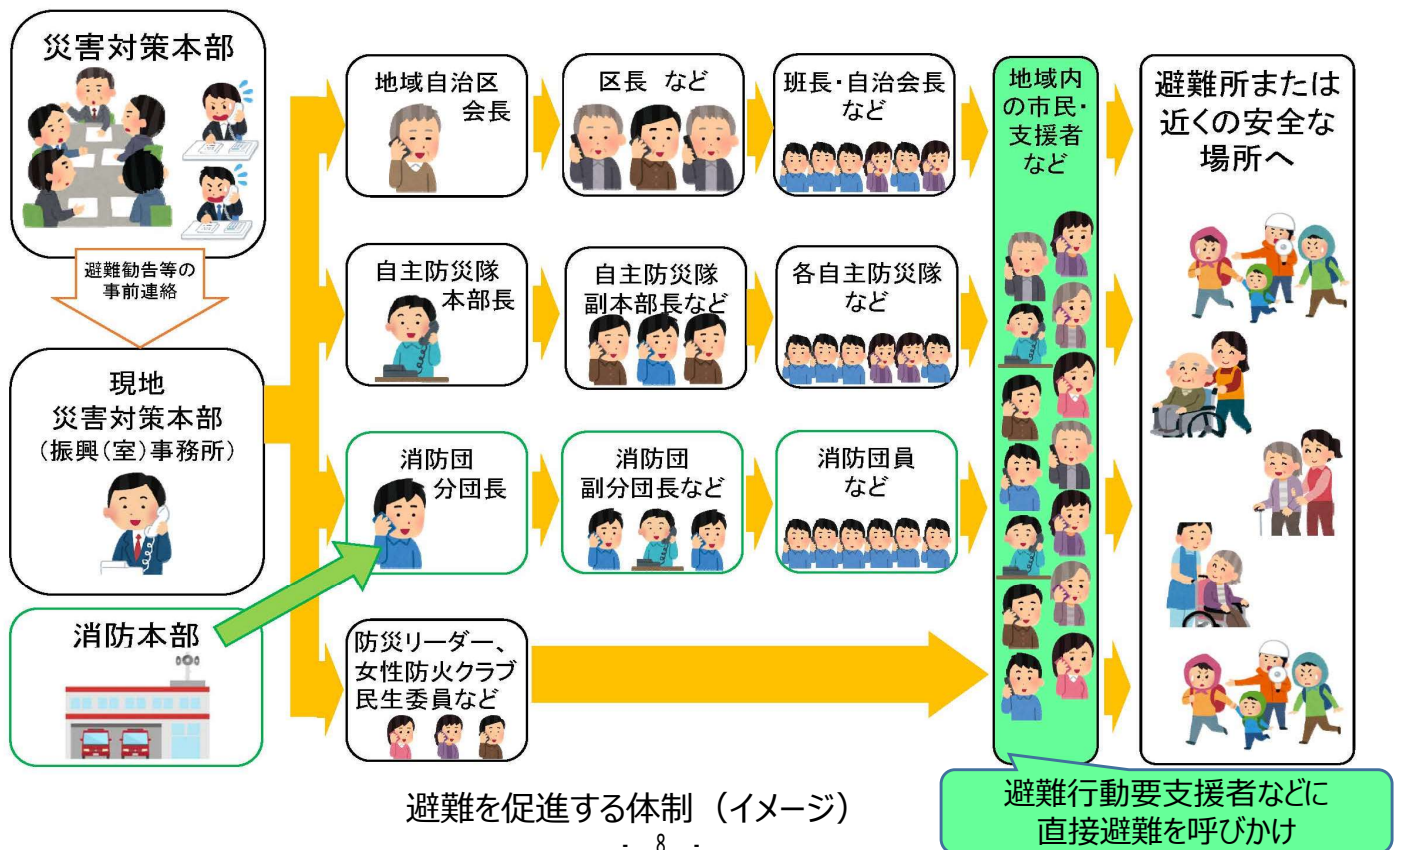 災害対策本部
避難勧告等の
事前連絡
現地
災害対策本部
(振興(室)事務所)
消防本部
地域自治区
会長
区長 など
班長・自治会長
など
自主防災隊
本部長
自主防災隊
副本部長など
各自主防災隊
など
消防団
分団長
消防団
副分団長など
消防団員
など
防災リーダー、
女性防火クラブ
民生委員など
地域内
の市民・
支援者
など
避難所または
近くの安全な
場所へ
避難行動要支援者などに
直接避難を呼びかけ
避難を促進する体制（イメージ）
- 8 -